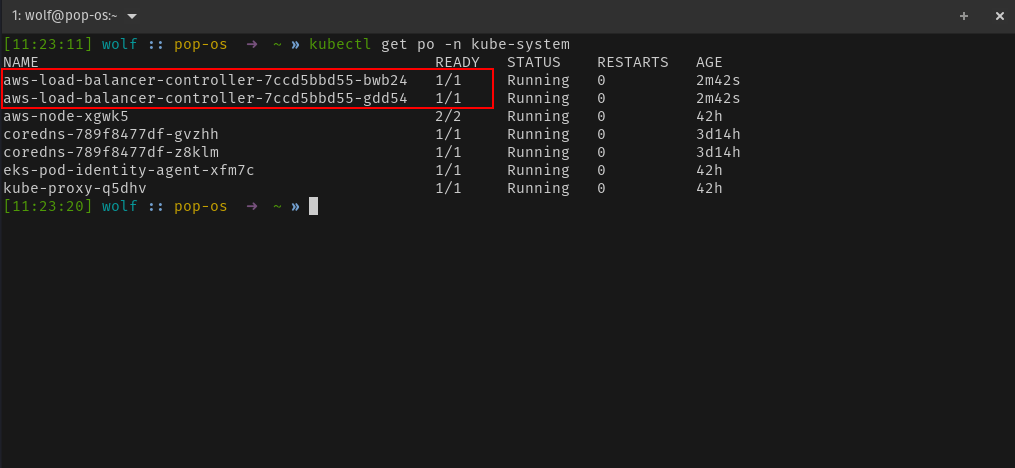 1: wolf@pop-os:~
[11:23:11] wolf :: pop-os → ~ » kubectl get po -n kube-system
NAME READY STATUS RESTARTS AGE
aws-load-balancer-controller-7ccd5bbd55-bwb24 1/1 Running 0 2m42s
aws-load-balancer-controller-7ccd5bbd55-gdd54 1/1 Running 0 2m42s
aws-node-xgwk5 2/2 Running 0 42h
coredns-789f8477df-gvzhh 1/1 Running 0 3d14h
coredns-789f8477df-z8klm 1/1 Running 0 3d14h
eks-pod-identity-agent-xfm7c 1/1 Running 0 42h
kube-proxy-q5dhv 1/1 Running 0 42h
[11:23:20] wolf :: pop-os → ~ »